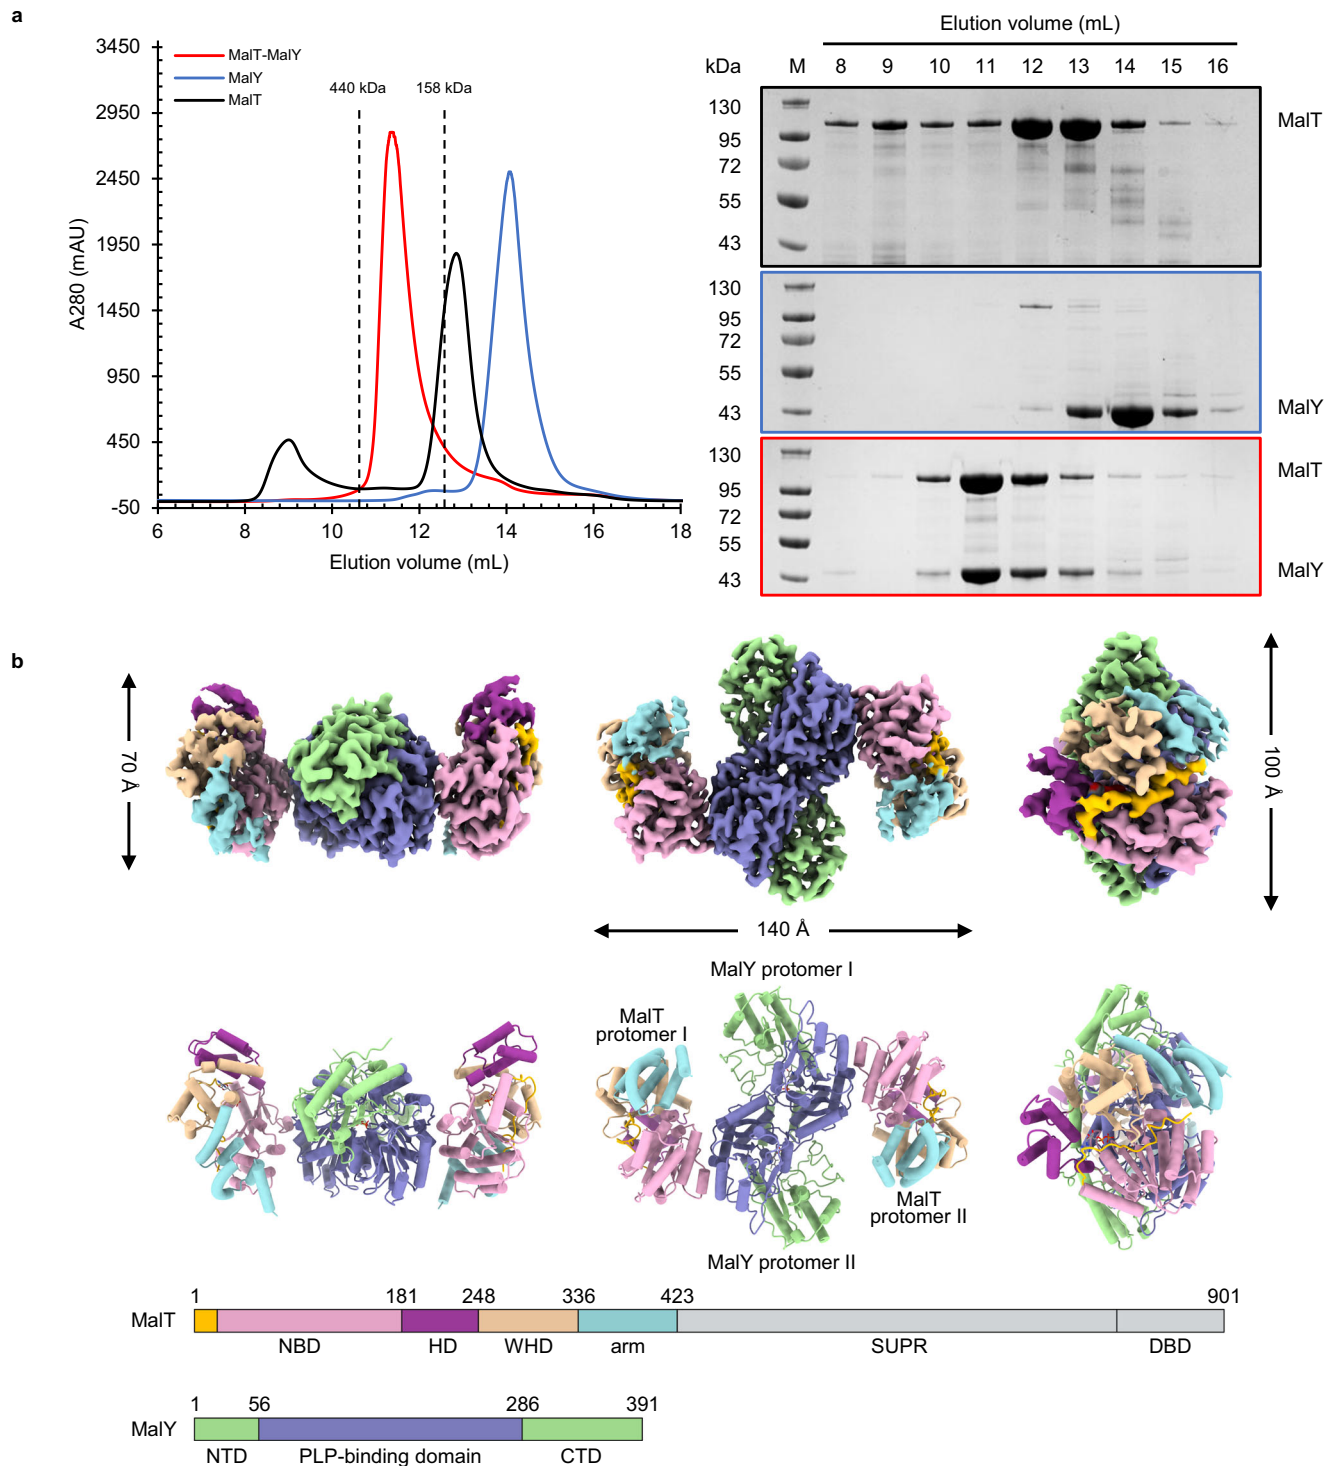 a
3450
2950
2450
1950
1450
950
450
-50
A280 (mAU)
MalT-MalY
MalY
MalT
440 kDa
158 kDa
6 8 10 12 14 16 18
Elution volume (mL)
Elution volume (mL)
kDa M 8 9 10 11 12 13 14 15 16
130
95
72
55
43
MalT
130
95
72
55
43
MalY
130
95
72
55
43
MalT
MalY
b
70 Å
140 Å
100 Å
MalY protomer I
MalT
protomer I
MalT
protomer II
MalY protomer II
1 181 248 336 423 901
MalT
NBD HD WHD arm SUPR DBD
1 56 286 391
MalY
NTD PLP-binding domain CTD